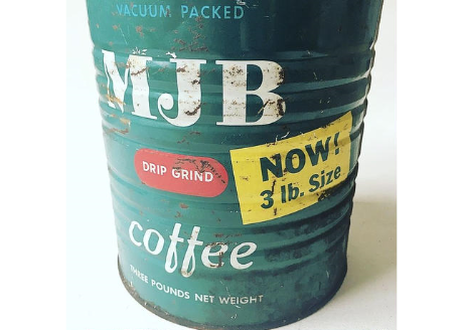 VACUUM PACKED
MJB
DRIP GRIND
NOW!
3 lb. Size
coffee
THREE POUNDS NET WEIGHT